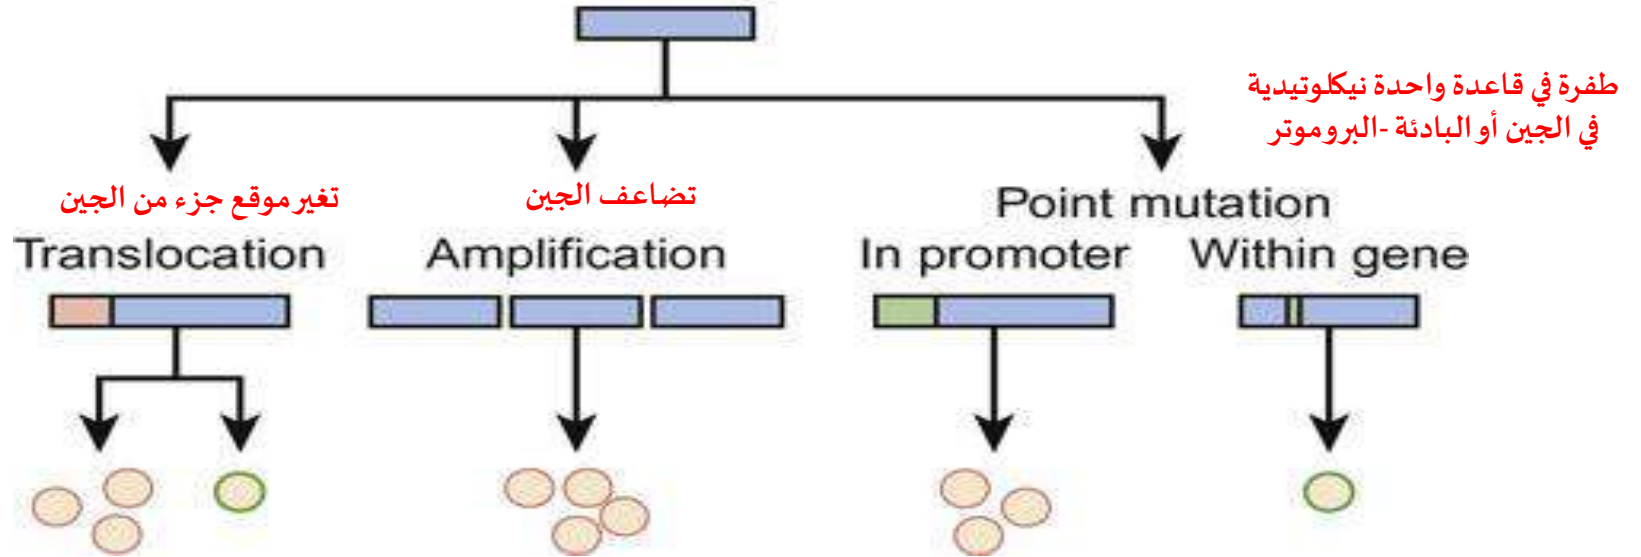 طفرة في قاعدة واحدة نيكلوتيدية
في الجين أو البادئة -البروموتر
تغير موقع جزء من الجين
تضاعف الجين
Point mutation
Translocation
Amplification
In promoter
Within gene